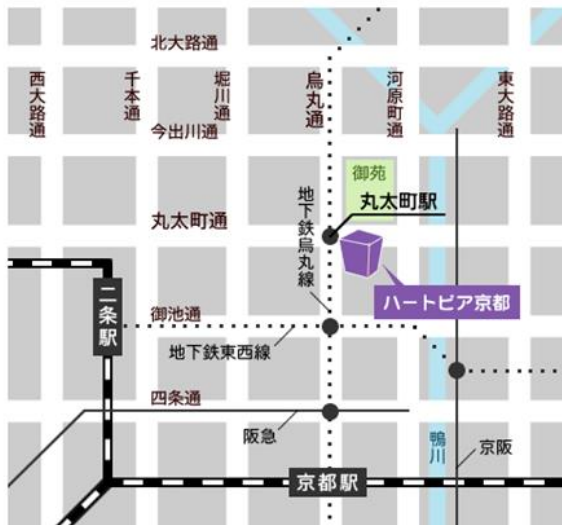 北大路通
西大路通
千本通
堀川通
烏丸通
河原町通
東大路通
今出川通
御苑
丸太町駅
丸太町通
地下鉄烏丸線
ハートピア京都
二条駅
御池通
地下鉄東西線
四条通
阪急
鴨川
京阪
京都駅